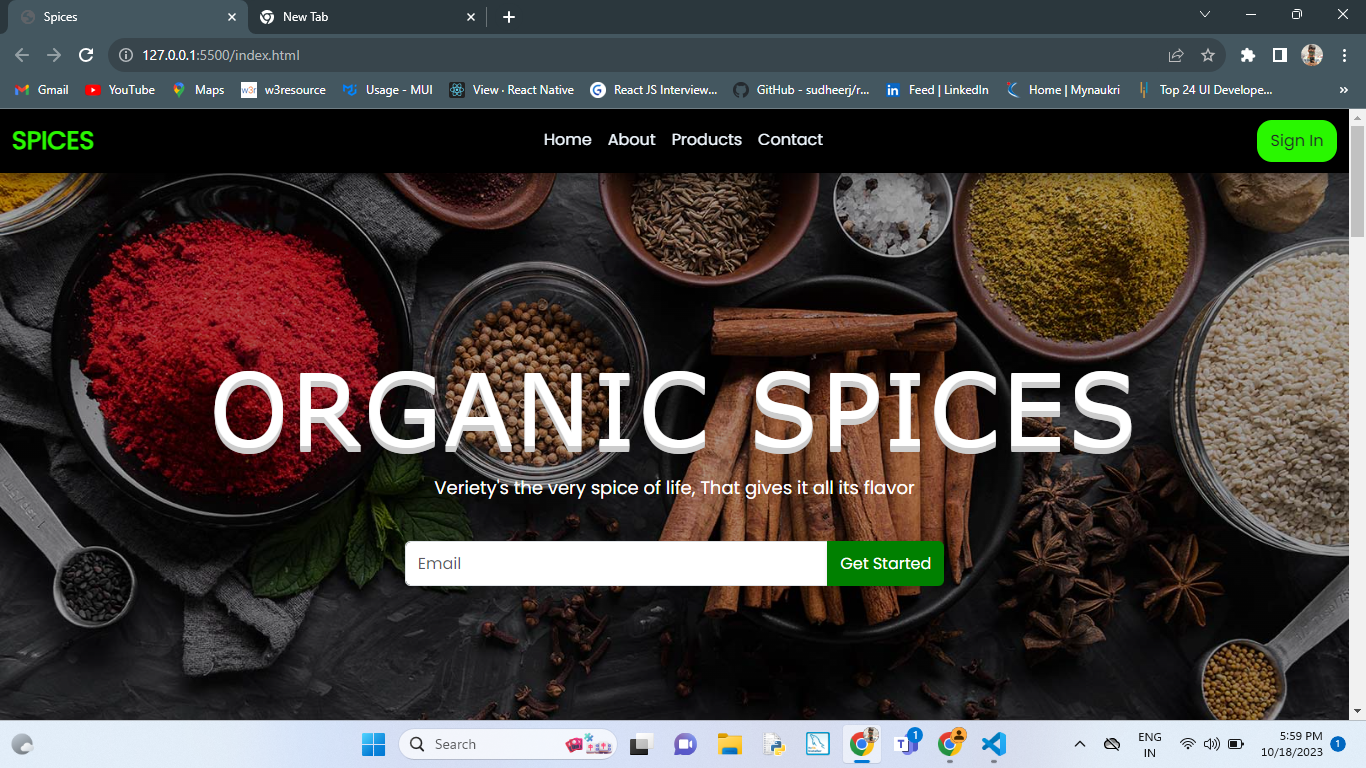 Spices
New Tab
127.0.0.1:5500/index.html
Gmail
YouTube
Maps
w3r
w3resource
Usage - MUI
View · React Native
React JS Interview...
GitHub - sudheerj/r...
in
Feed | LinkedIn
Home | Mynaukri
Top 24 UI Develope...
»
SPICES
Home
About
Products
Contact
Sign In
ORGANIC SPICES
Veriety's the very spice of life, That gives it all its flavor
Email
Get Started
Search
1
ENG
IN
5:59 PM
10/18/2023
1